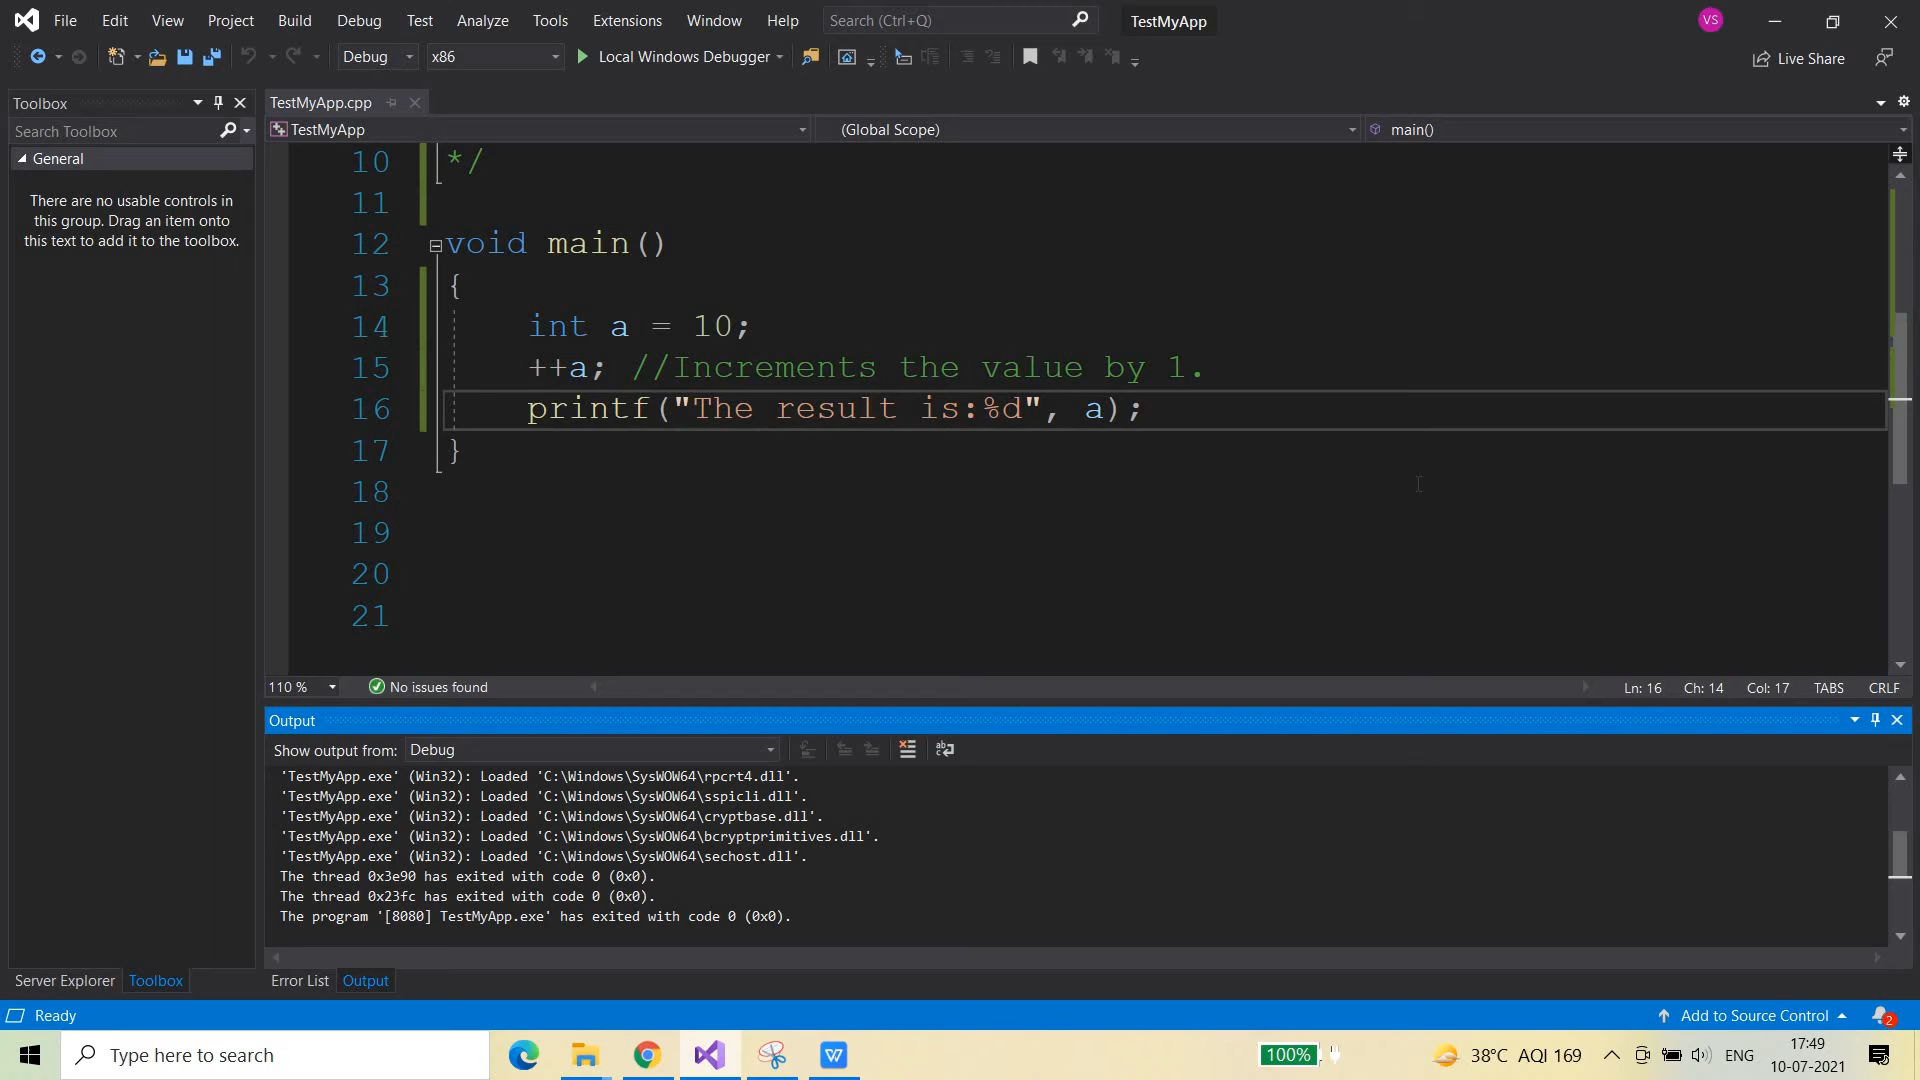 File Edit View Project Build Debug Test Analyze Tools Extensions Window Help Search (Ctrl+Q) TestMyApp VS
Debug x86 Local Windows Debugger Live Share
Toolbox
Search Toolbox
General
There are no usable controls in
this group. Drag an item onto
this text to add it to the toolbox.
TestMyApp.cpp
TestMyApp (Global Scope) main()
10 */
11
12 void main()
13 {
14 int a = 10;
15 ++a; //Increments the value by 1.
16 printf("The result is:%d", a);
17 }
18
19
20
21
110 % No issues found Ln: 16 Ch: 14 Col: 17 TABS CRLF
Output
Show output from: Debug
'TestMyApp.exe' (Win32): Loaded 'C:\Windows\SysWOW64\rpcrt4.dll'.
'TestMyApp.exe' (Win32): Loaded 'C:\Windows\SysWOW64\sspicli.dll'.
'TestMyApp.exe' (Win32): Loaded 'C:\Windows\SysWOW64\cryptbase.dll'.
'TestMyApp.exe' (Win32): Loaded 'C:\Windows\SysWOW64\bcryptprimitives.dll'.
'TestMyApp.exe' (Win32): Loaded 'C:\Windows\SysWOW64\sechost.dll'.
The thread 0x3e90 has exited with code 0 (0x0).
The thread 0x23fc has exited with code 0 (0x0).
The program '[8080] TestMyApp.exe' has exited with code 0 (0x0).
Server Explorer Toolbox Error List Output
Ready Add to Source Control 2
Type here to search W 100% 38°C AQI 169 ENG 17:49
10-07-2021